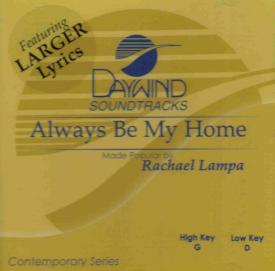 Featuring
LARGER
Lyrics
DAYWIND
SOUNDTRACKS
Always Be My Home
Made Popular by
Rachael Lampa
High Key Low Key
G D
Contemporary Series